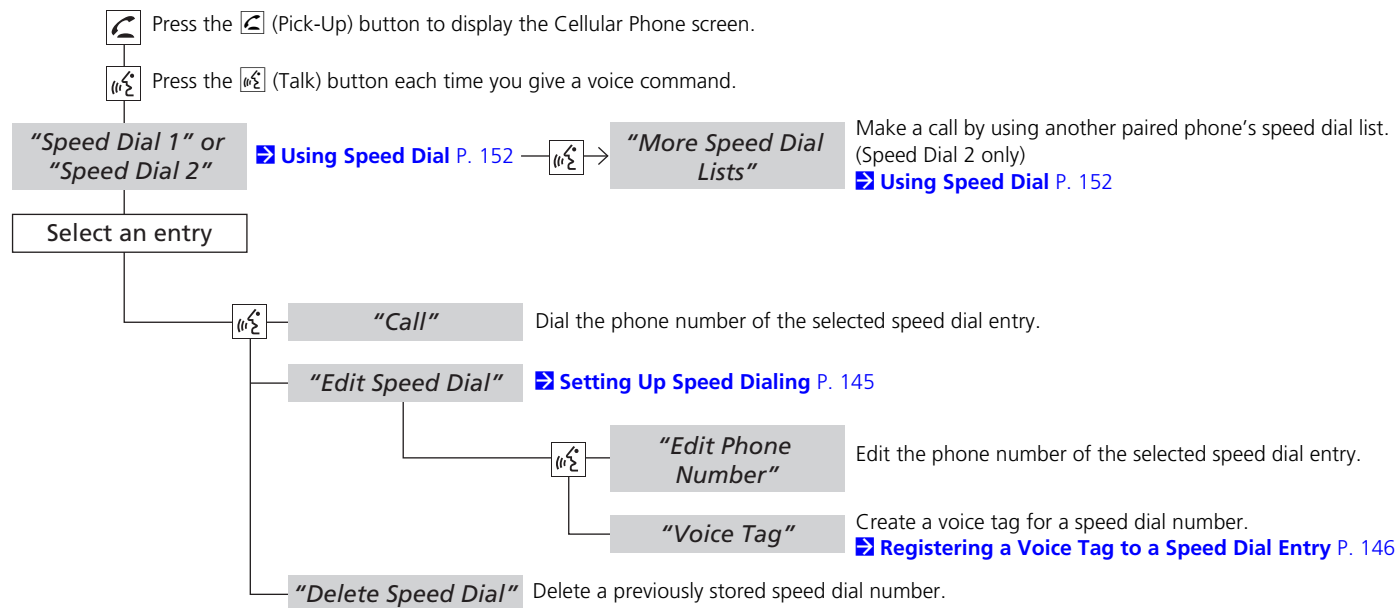 Press the (Pick-Up) button to display the Cellular Phone screen.
Press the (Talk) button each time you give a voice command.
“Speed Dial 1” or
“Speed Dial 2”
Using Speed Dial P. 152
“More Speed Dial
Lists”
Make a call by using another paired phone’s speed dial list.
(Speed Dial 2 only)
Using Speed Dial P. 152
Select an entry
“Call”
Dial the phone number of the selected speed dial entry.
“Edit Speed Dial”
Setting Up Speed Dialing P. 145
“Edit Phone
Number”
Edit the phone number of the selected speed dial entry.
“Voice Tag”
Create a voice tag for a speed dial number.
Registering a Voice Tag to a Speed Dial Entry P. 146
“Delete Speed Dial”
Delete a previously stored speed dial number.